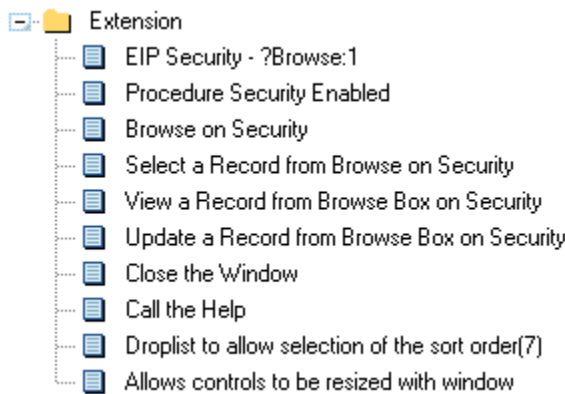 Extension
EIP Security - ?Browse:1
Procedure Security Enabled
Browse on Security
Select a Record from Browse on Security
View a Record from Browse Box on Security
Update a Record from Browse Box on Security
Close the Window
Call the Help
Droplist to allow selection of the sort order(7)
Allows controls to be resized with window